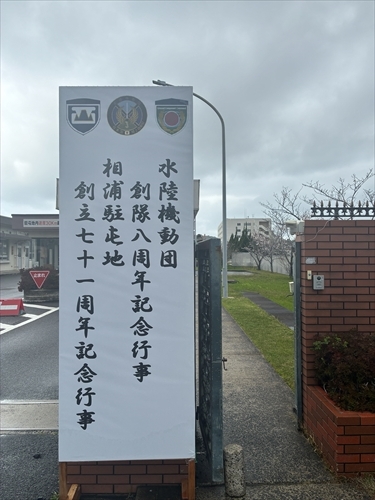 水陸機動団
創隊八周年記念行事
相浦駐屯地
創立七十一周年記念行事